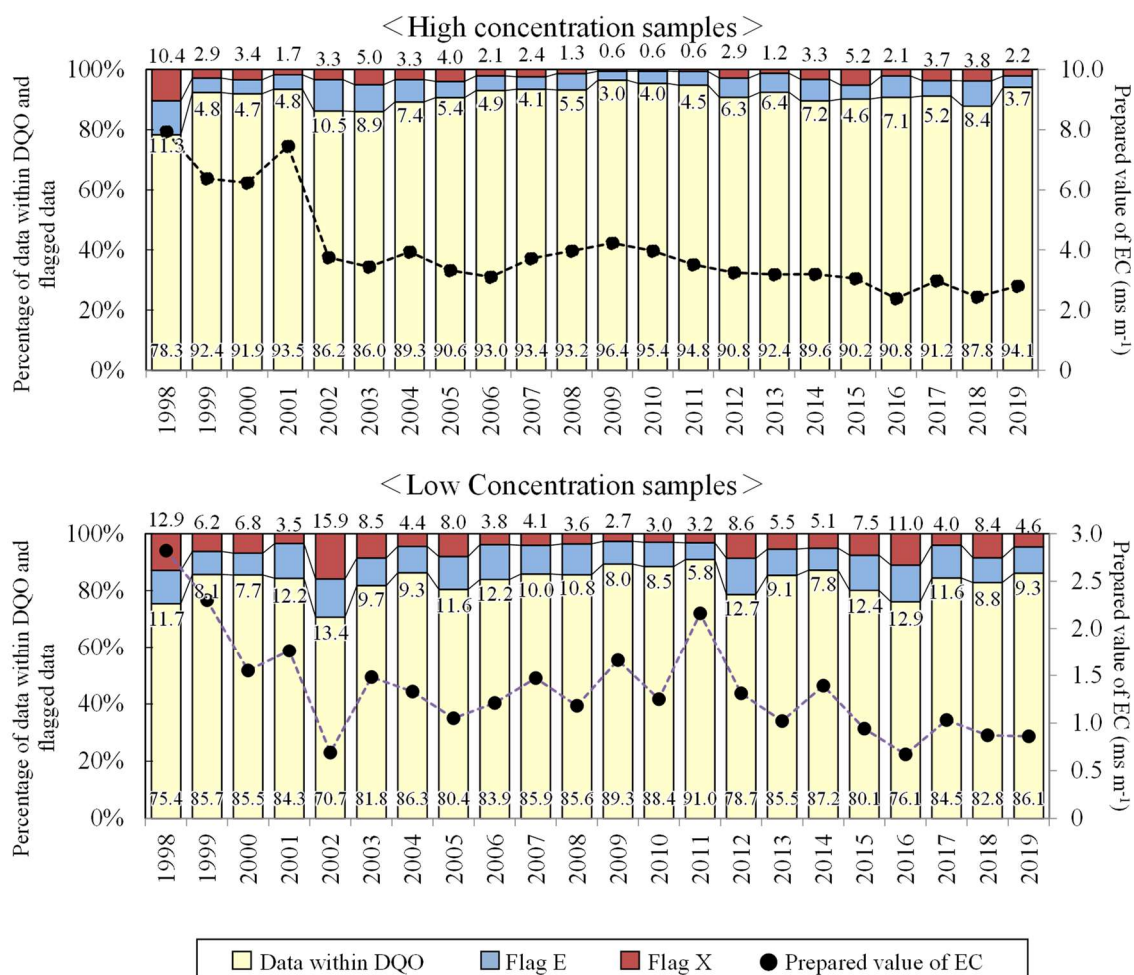 ＜High concentration samples＞
10.4 2.9 3.4 1.7 3.3 5.0 3.3 4.0 2.1 2.4 1.3 0.6 0.6 0.6 2.9 1.2 3.3 5.2 2.1 3.7 3.8 2.2
Percentage of data within DQO and
flagged data
100%
80%
60%
40%
20%
0%
11.3 4.8 4.7 4.8 10.5 8.9 7.4 5.4 4.9 4.1 5.5 3.0 4.0 4.5 6.3 6.4 7.2 4.6 7.1 5.2 8.4 3.7
78.3 92.4 91.9 93.5 86.2 86.0 89.3 90.6 93.0 93.4 93.2 96.4 95.4 94.8 90.8 92.4 89.6 90.2 90.8 91.2 87.8 94.1
10.0
8.0
6.0
4.0
2.0
0
Prepared value of EC (ms m⁻¹)
1998 1999 2000 2001 2002 2003 2004 2005 2006 2007 2008 2009 2010 2011 2012 2013 2014 2015 2016 2017 2018 2019
＜Low Concentration samples＞
12.9 6.2 6.8 3.5 15.9 8.5 4.4 8.0 3.8 4.1 3.6 2.7 3.0 3.2 8.6 5.5 5.1 7.5 11.0 4.0 8.4 4.6
Percentage of data within DQO and
flagged data
100%
80%
60%
40%
20%
0%
11.7 8.1 7.7 12.2 13.4 9.7 9.3 11.6 12.2 10.0 10.8 8.0 8.5 5.8 12.7 9.1 7.8 12.4 12.9 11.6 8.8 9.3
75.4 85.7 85.5 84.3 70.7 81.8 86.3 80.4 83.9 85.9 85.6 89.3 88.4 91.0 78.7 85.5 87.2 80.1 76.1 84.5 82.8 86.1
3.0
2.5
2.0
1.5
1.0
0.5
0
Prepared value of EC (ms m⁻¹)
1998 1999 2000 2001 2002 2003 2004 2005 2006 2007 2008 2009 2010 2011 2012 2013 2014 2015 2016 2017 2018 2019
Data within DQO Flag E Flag X Prepared value of EC